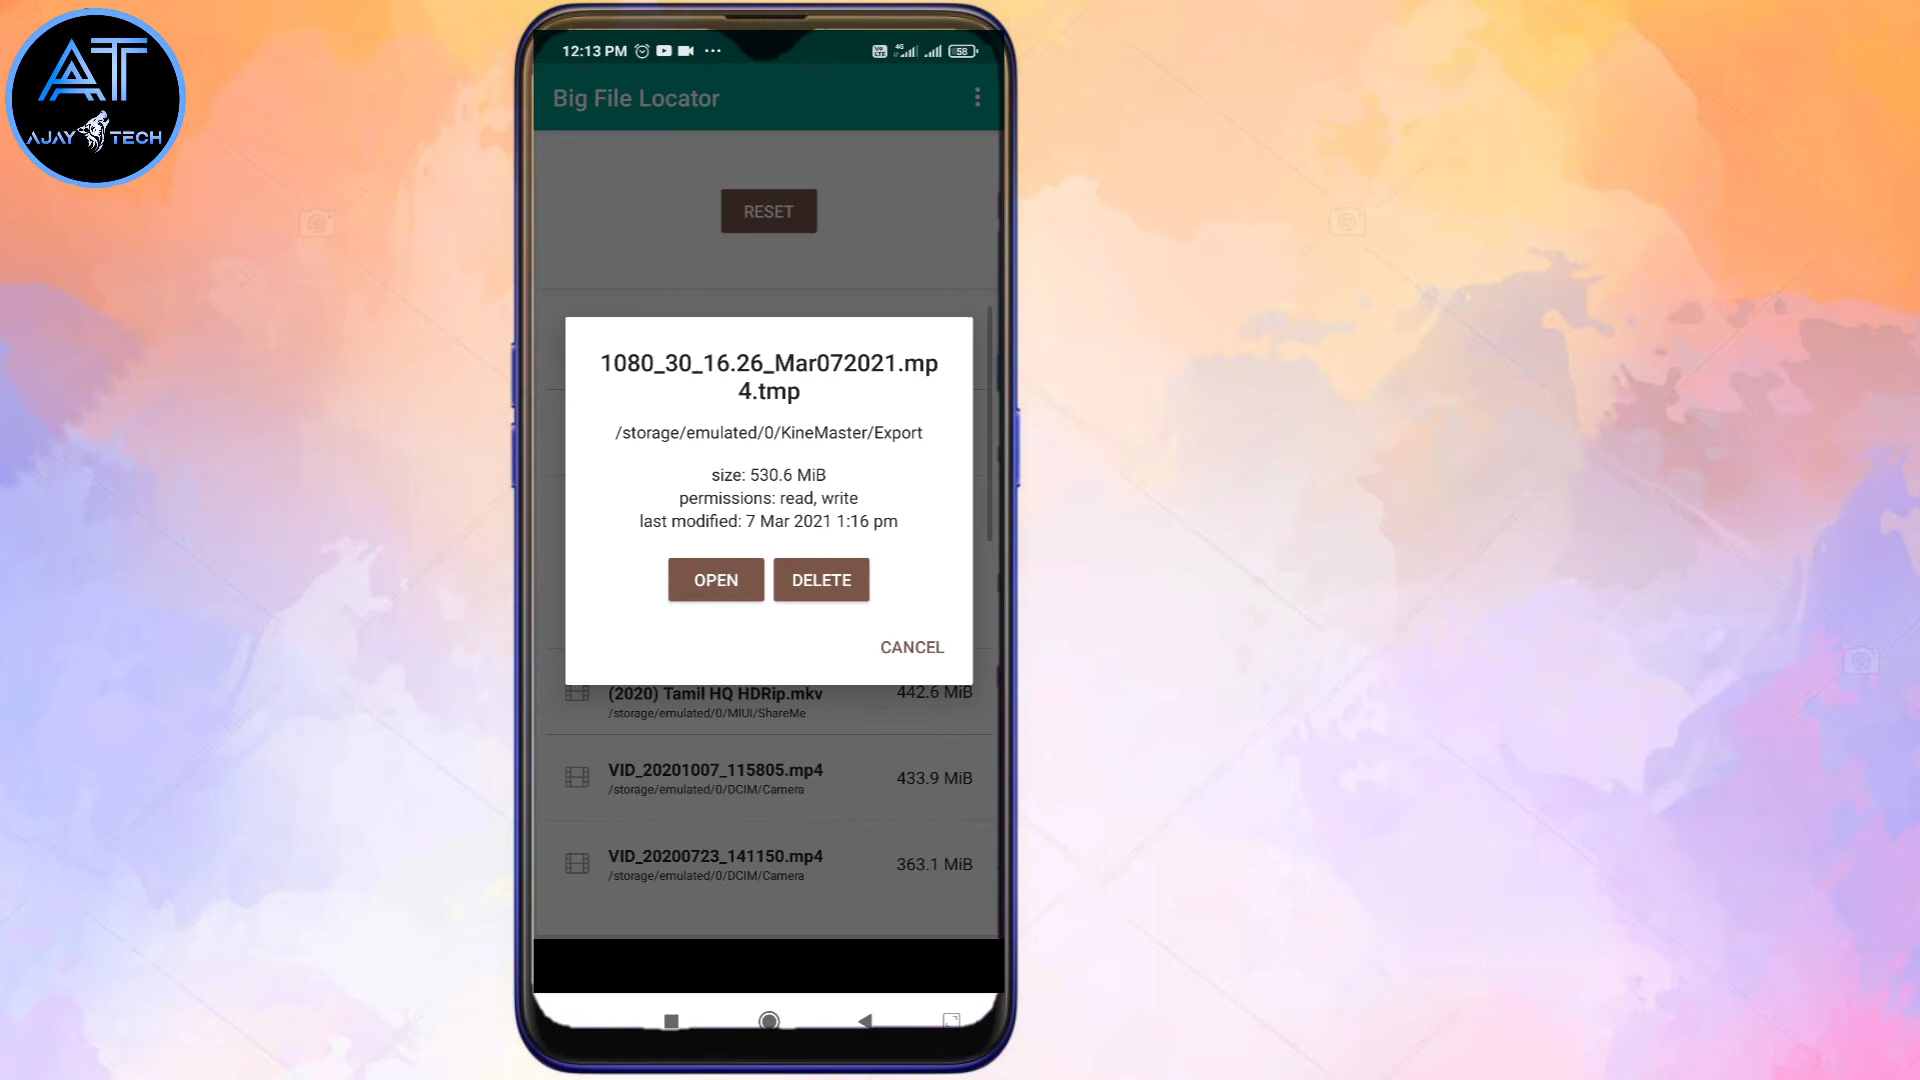 AT
AJAY TECH
12:13 PM
VoLTE
4G
58
Big File Locator
RESET
1080_30_16.26_Mar072021.mp
4.tmp
/storage/emulated/0/KineMaster/Export
size: 530.6 MiB
permissions: read, write
last modified: 7 Mar 2021 1:16 pm
OPEN DELETE
CANCEL
(2020) Tamil HQ HDRip.mkv 442.6 MiB
/storage/emulated/0/MIUI/ShareMe
VID_20201007_115805.mp4 433.9 MiB
/storage/emulated/0/DCIM/Camera
VID_20200723_141150.mp4 363.1 MiB
/storage/emulated/0/DCIM/Camera